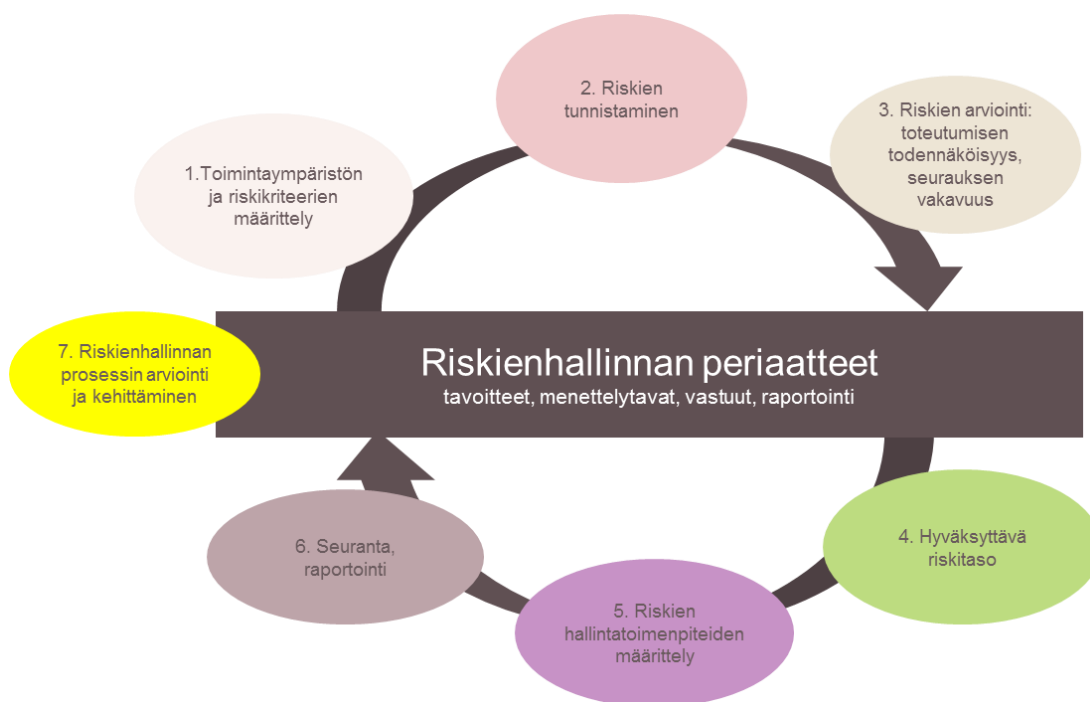 1.Toimintaympäristön
ja riskikriteerien
määrittely
2. Riskien
tunnistaminen
3. Riskien arviointi:
toteutumisen
todennäköisyys,
seurauksen
vakavuus
Riskienhallinnan periaatteet
tavoitteet, menettelytavat, vastuut, raportointi
4. Hyväksyttävä
riskitaso
5. Riskien
hallintatoimenpiteiden
määrittely
6. Seuranta,
raportointi
7. Riskienhallinnan
prosessin arviointi
ja kehittäminen